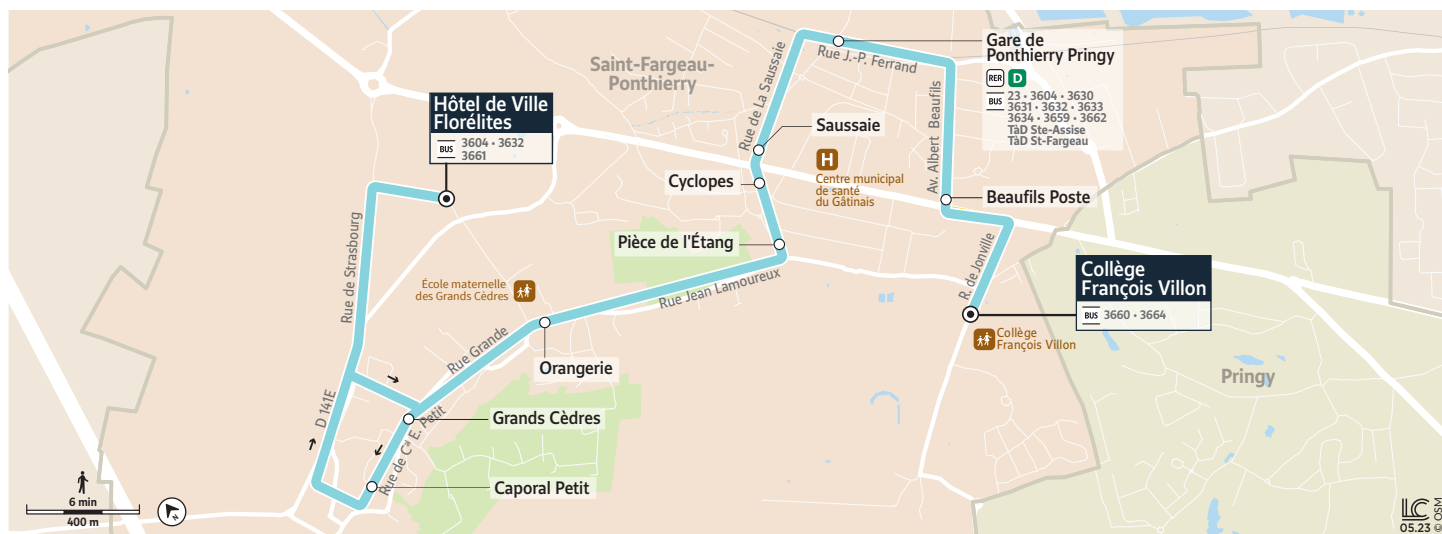 Saint-Fargeau-
Ponthierry
Hôtel de Ville
Florélites
BUS 3604 • 3632
3661
Rue de La Saussaie
Rue J.-P. Ferrand
Gare de
Ponthierry Pringy
RER D
BUS 23 • 3604 • 3630
3631 • 3632 • 3633
3634 • 3659 • 3662
TàD Ste-Assise
TàD St-Fargeau
Saussaie
H
Centre municipal
de santé
du Gâtinais
Av. Albert Beaufils
Cyclopes
Beaufils Poste
Pièce de l'Étang
Rue de Strasbourg
École maternelle
des Grands Cèdres
Rue Jean Lamoureux
R. de Jonville
Collège
François Villon
BUS 3660 • 3664
Collège
François Villon
Rue Grande
Orangerie
Pringy
D 141E
Grands Cèdres
Rue de Cal E. Petit
Caporal Petit
6 min
400 m
N
LC
05.23 © OSM